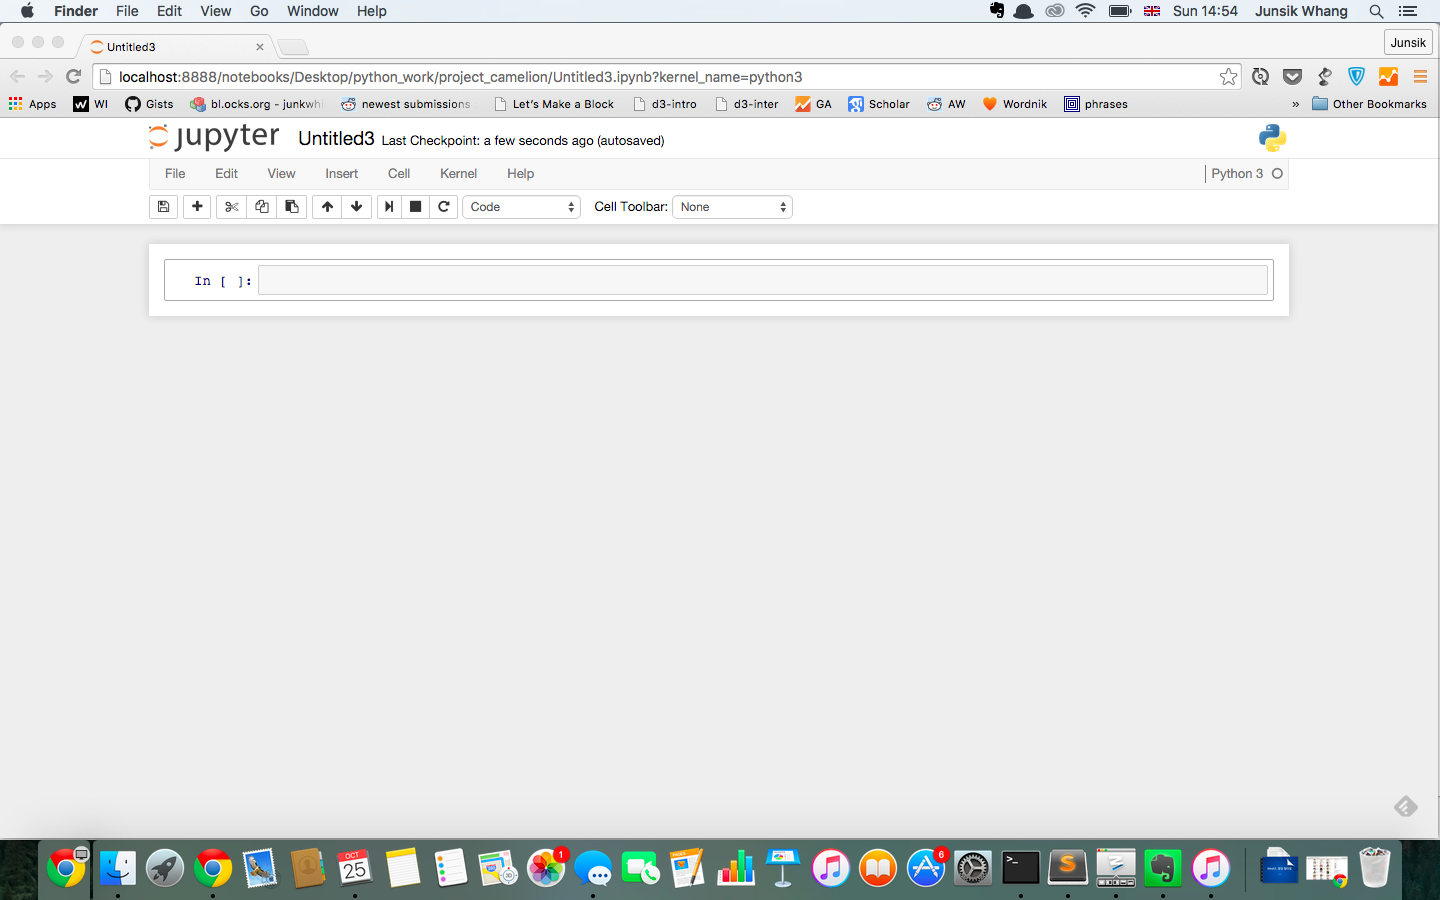 Finder File Edit View Go Window Help Sun 14:54 Junsik Whang
Untitled3 Junsik
localhost:8888/notebooks/Desktop/python_work/project_camelion/Untitled3.ipynb?kernel_name=python3
Apps WI Gists bl.ocks.org - junkwhi newest submissions Let's Make a Block d3-intro d3-inter GA Scholar AW Wordnik phrases » Other Bookmarks
jupyter Untitled3 Last Checkpoint: a few seconds ago (autosaved)
File Edit View Insert Cell Kernel Help Python 3
Code Cell Toolbar: None
In [ ]:
OCT
25
1
6